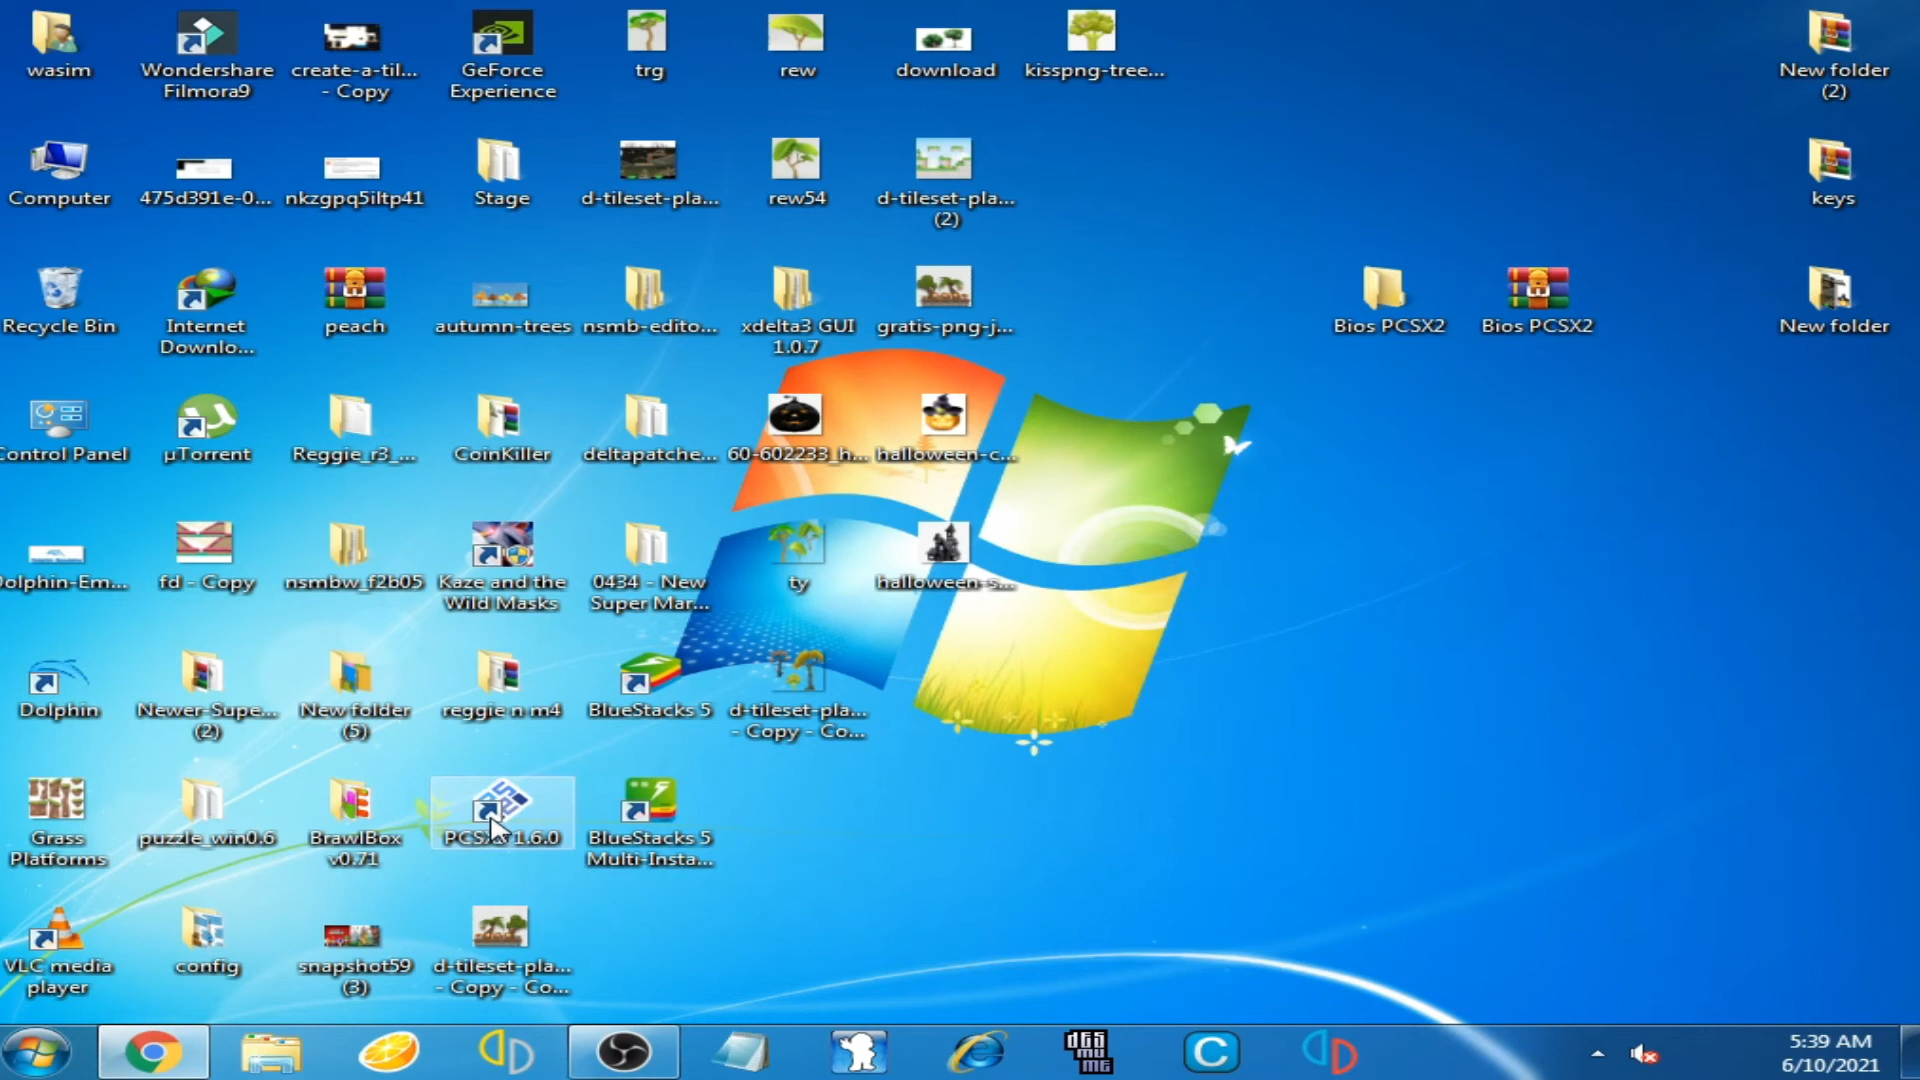 wasim
Wondershare
Filmora9
create-a-til...
- Copy
GeForce
Experience
trg
rew
download
kisspng-tree...
New folder
(2)
Computer
475d391e-0...
nkzgpq5iltp41
Stage
d-tileset-pla...
rew54
d-tileset-pla...
(2)
keys
Recycle Bin
Internet
Downlo...
peach
autumn-trees
nsmb-edito...
xdelta3 GUI
1.0.7
gratis-png-j...
Bios PCSX2
Bios PCSX2
New folder
Control Panel
µTorrent
Reggie_r3_...
CoinKiller
deltapatche...
60-602233_h...
halloween-c...
Dolphin-Em...
fd - Copy
nsmbw_f2b05
Kaze and the
Wild Masks
0434 - New
Super Mar...
ty
halloween-s...
Dolphin
Newer-Supe...
(2)
New folder
(5)
reggie n m4
BlueStacks 5
d-tileset-pla...
- Copy - Co...
Grass
Platforms
puzzle_win0.6
BrawlBox
v0.71
PCSX2 1.6.0
BlueStacks 5
Multi-Insta...
VLC media
player
config
snapshot59
(3)
d-tileset-pla...
- Copy - Co...
5:39 AM
6/10/2021